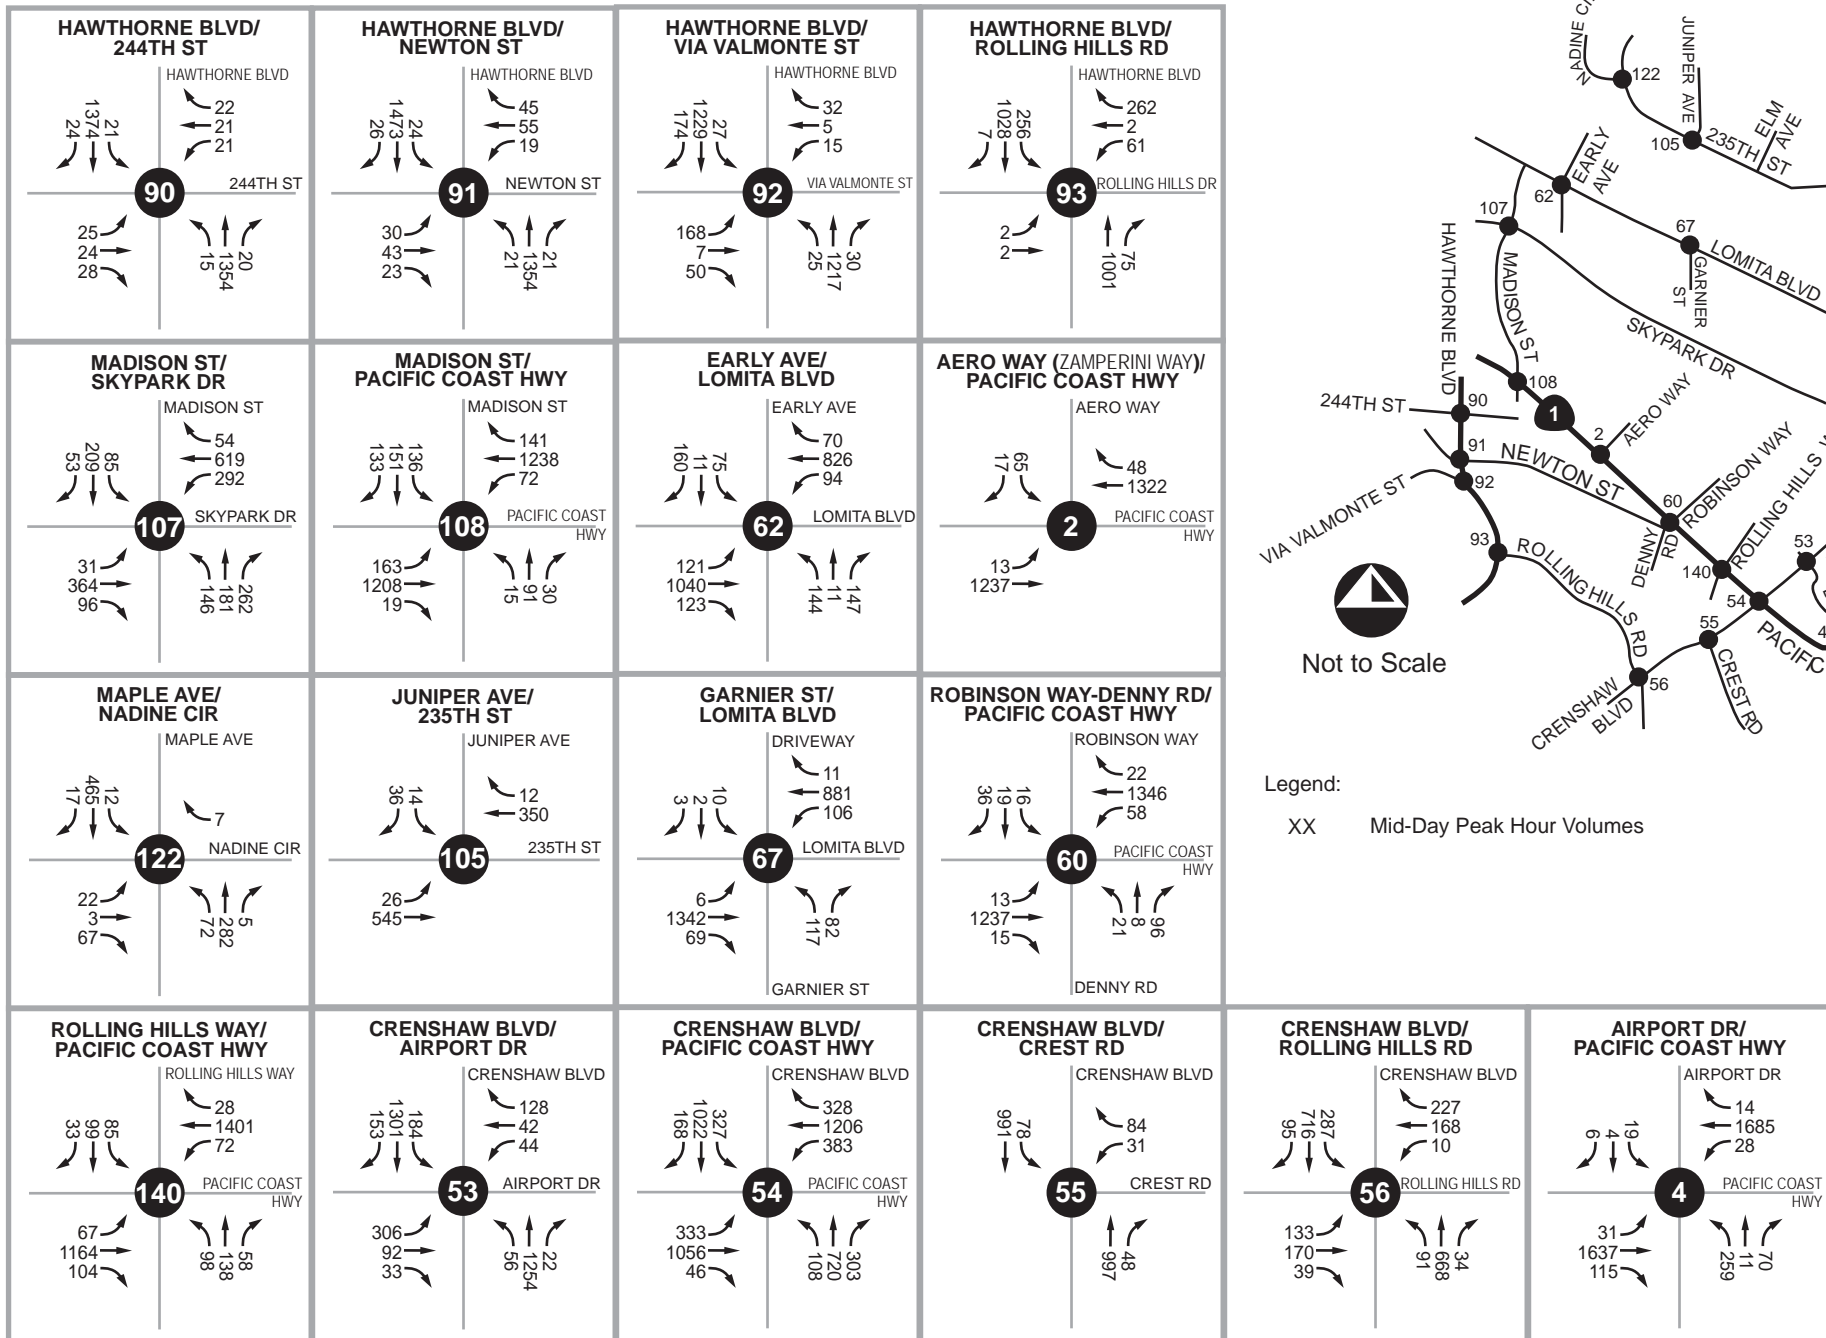 HAWTHORNE BLVD/
244TH ST
HAWTHORNE BLVD
24
1374
21
22
21
21
90
244TH ST
25
24
28
15
1354
20
HAWTHORNE BLVD/
NEWTON ST
HAWTHORNE BLVD
26
1473
24
45
55
19
91
NEWTON ST
30
43
23
21
1354
21
HAWTHORNE BLVD/
VIA VALMONTE ST
HAWTHORNE BLVD
174
1229
27
32
5
15
92
VIA VALMONTE ST
168
7
50
25
1217
30
HAWTHORNE BLVD/
ROLLING HILLS RD
HAWTHORNE BLVD
7
1028
256
262
2
61
93
ROLLING HILLS DR
2
2
1001
75
MADISON ST/
SKYPARK DR
MADISON ST
53
209
85
54
619
292
107
SKYPARK DR
31
364
96
146
181
262
MADISON ST/
PACIFIC COAST HWY
MADISON ST
133
151
136
141
1238
72
108
PACIFIC COAST
HWY
163
1208
19
15
91
30
EARLY AVE/
LOMITA BLVD
EARLY AVE
160
11
75
70
826
94
62
LOMITA BLVD
121
1040
123
144
11
147
AERO WAY (ZAMPERINI WAY)/
PACIFIC COAST HWY
AERO WAY
17
65
48
1322
2
PACIFIC COAST
HWY
13
1237
MAPLE AVE/
NADINE CIR
MAPLE AVE
17
465
12
7
122
NADINE CIR
22
3
67
72
282
5
JUNIPER AVE/
235TH ST
JUNIPER AVE
36
14
12
350
105
235TH ST
26
545
GARNIER ST/
LOMITA BLVD
DRIVEWAY
3
2
10
11
881
106
67
LOMITA BLVD
6
1342
69
117
82
GARNIER ST
ROBINSON WAY-DENNY RD/
PACIFIC COAST HWY
ROBINSON WAY
36
19
16
22
1346
58
60
PACIFIC COAST
HWY
13
1237
15
21
8
96
DENNY RD
ROLLING HILLS WAY/
PACIFIC COAST HWY
ROLLING HILLS WAY
33
99
85
28
1401
72
140
PACIFIC COAST
HWY
67
1164
104
98
138
58
CRENSHAW BLVD/
AIRPORT DR
CRENSHAW BLVD
153
1301
184
128
42
44
53
AIRPORT DR
306
92
33
56
1254
22
CRENSHAW BLVD/
PACIFIC COAST HWY
CRENSHAW BLVD
168
1022
327
328
1206
383
54
PACIFIC COAST
HWY
333
1056
46
108
720
303
CRENSHAW BLVD/
CREST RD
CRENSHAW BLVD
991
78
84
31
55
CREST RD
997
48
CRENSHAW BLVD/
ROLLING HILLS RD
CRENSHAW BLVD
95
716
287
227
168
10
56
ROLLING HILLS RD
133
170
39
91
668
34
AIRPORT DR/
PACIFIC COAST HWY
AIRPORT DR
6
4
19
14
1685
28
4
PACIFIC COAST
HWY
31
1637
115
259
11
70
NADINE CIR
122
JUNIPER AVE
105
235TH ST
ELM
AVE
EARLY
AVE
62
107
67
LOMITA BLVD
GARNIER
ST
HAWTHORNE BLVD
MADISON ST
SKYPARK DR
108
1
2
AERO WAY
244TH ST
90
91
NEWTON ST
92
VIA VALMONTE ST
60
ROBINSON WAY
DENNY
RD
ROLLING HILLS
93
ROLLING HILLS RD
140
53
54
55
PACIFIC
4
CREST RD
56
CRENSHAW
BLVD
Not to Scale
Legend:
XX Mid-Day Peak Hour Volumes